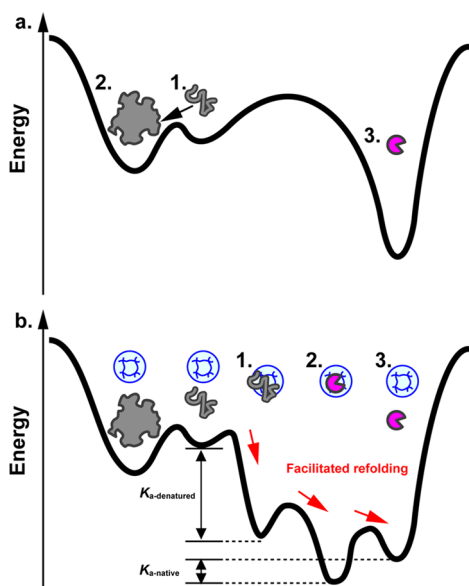 a.
Energy
2.
1.
3.
b.
Energy
1.
2.
3.
Facilitated refolding
Ka-denatured
Ka-native